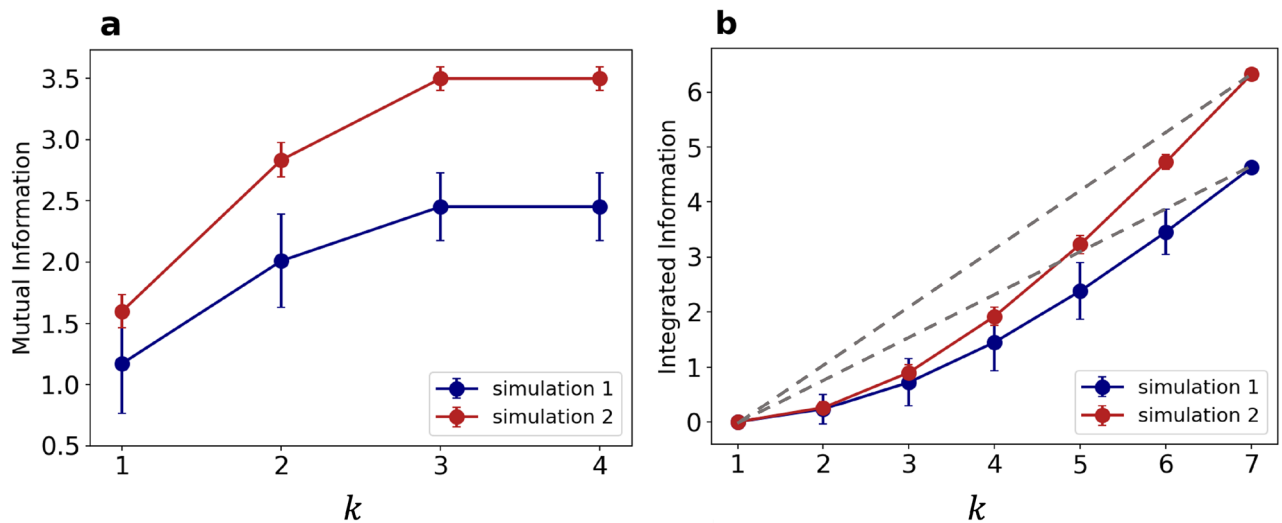 a
Mutual Information
3.5
3.0
2.5
2.0
1.5
1.0
0.5
1 2 3 4
k
simulation 1
simulation 2
b
Integrated Information
6
5
4
3
2
1
0
1 2 3 4 5 6 7
k
simulation 1
simulation 2